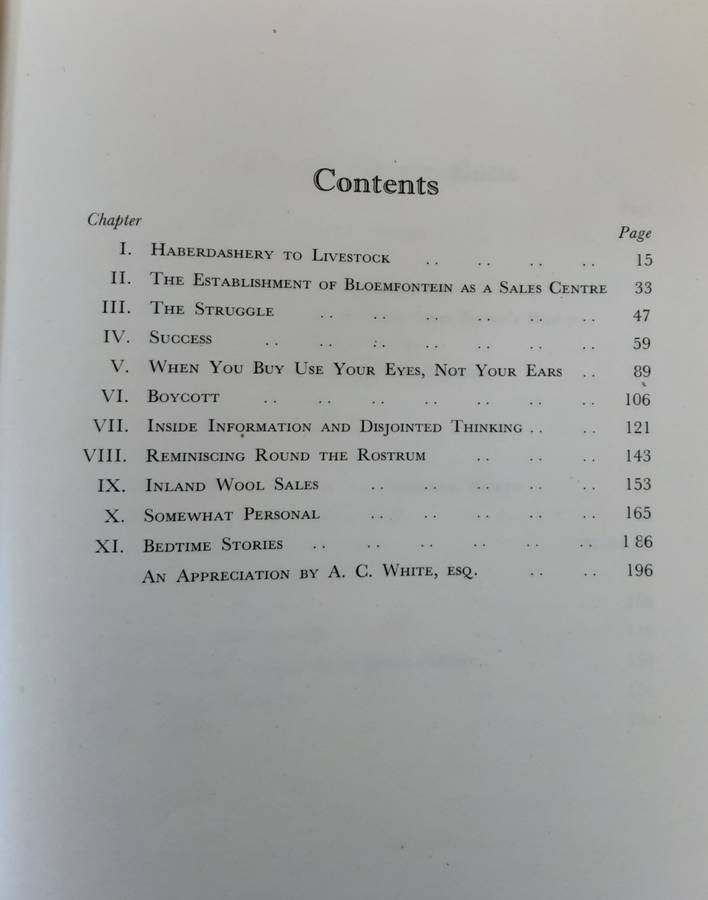 Contents
Chapter Page
I. Haberdashery to Livestock .. .. .. .. 15
II. The Establishment of Bloemfontein as a Sales Centre 33
III. The Struggle .. .. .. .. .. .. 47
IV. Success .. .. .. .. .. .. .. 59
V. When You Buy Use Your Eyes, Not Your Ears .. 89
VI. Boycott .. .. .. .. .. .. .. 106
VII. Inside Information and Disjointed Thinking .. .. 121
VIII. Reminiscing Round the Rostrum .. .. .. 143
IX. Inland Wool Sales .. .. .. .. .. 153
X. Somewhat Personal .. .. .. .. .. 165
XI. Bedtime Stories .. .. .. .. .. .. 186
An Appreciation by A. C. White, esq. .. .. 196